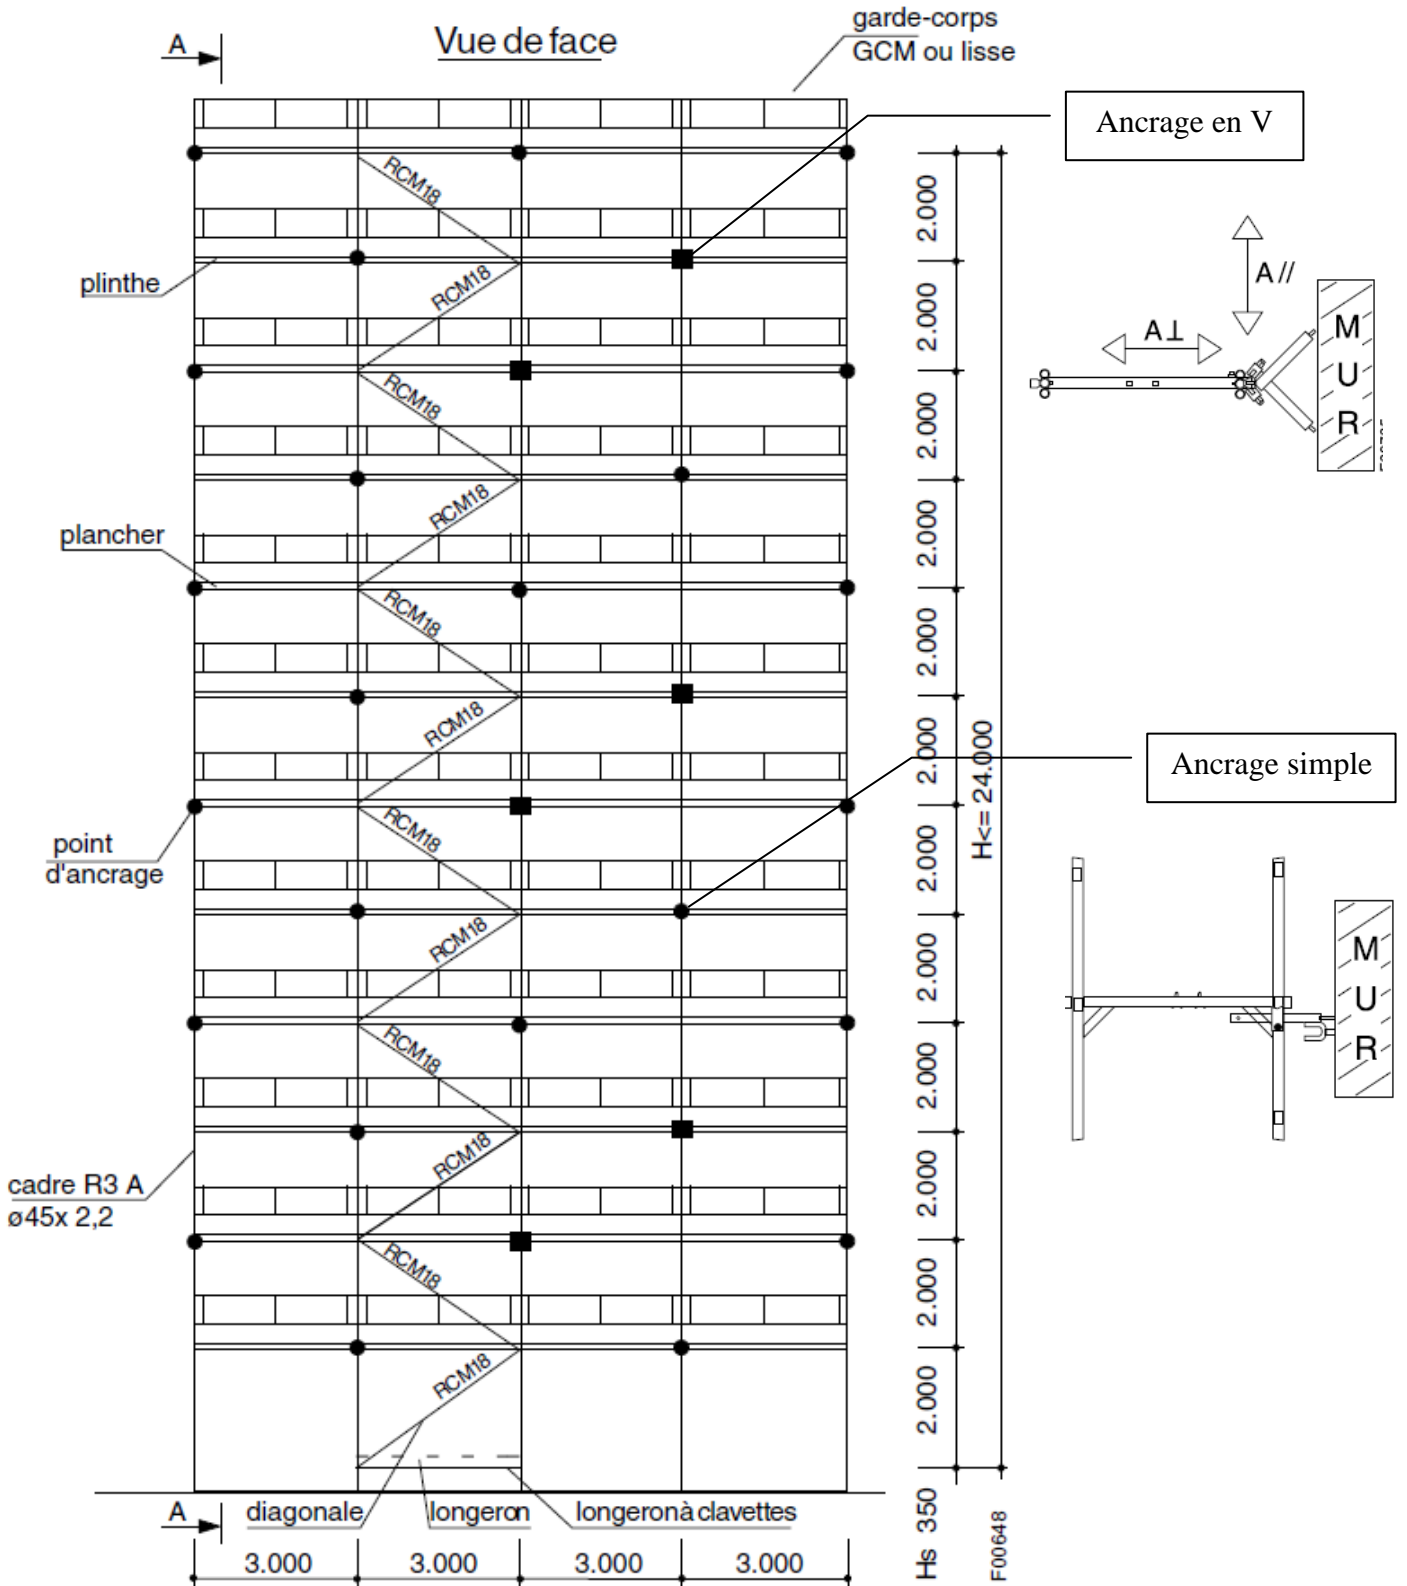 Vue de face
A
garde-corps
GCM ou lisse
Ancrage en V
RCM18
plinthe
RCM18
RCM18
RCM18
plancher
RCM18
RCM18
point
d'ancrage
RCM18
RCM18
RCM18
cadre R3 A
ø45x 2,2
RCM18
RCM18
RCM18
2.000
2.000
2.000
2.000
2.000
2.000
2.000
2.000
2.000
2.000
2.000
2.000
H<= 24.000
Hs 350
F00648
A //
A⊥
M
U
R
Ancrage simple
M
U
R
A
diagonale
longeron
longeron à clavettes
3.000
3.000
3.000
3.000